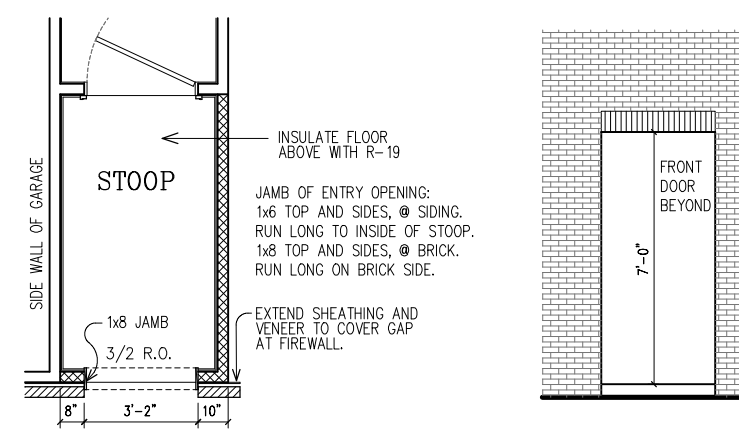 INSULATE FLOOR
ABOVE WITH R-19
STOOP
SIDE WALL OF GARAGE
JAMB OF ENTRY OPENING:
1x6 TOP AND SIDES, @ SIDING.
RUN LONG TO INSIDE OF STOOP.
1x8 TOP AND SIDES, @ BRICK.
RUN LONG ON BRICK SIDE.
EXTEND SHEATHING AND
VENEER TO COVER GAP
AT FIREWALL.
1x8 JAMB
3/2 R.O.
8"
3'-2"
10"
FRONT
DOOR
BEYOND
7'-0"